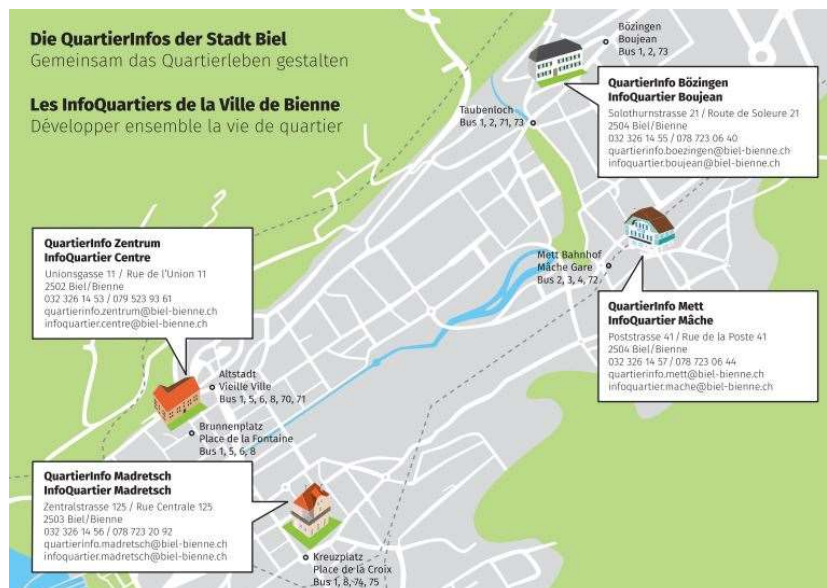 Die QuartierInfos der Stadt Biel
Gemeinsam das Quartierleben gestalten
Les InfoQuartiers de la Ville de Bienne
Développer ensemble la vie de quartier
Bözingen
Boujean
Bus 1, 2, 73
QuartierInfo Bözingen
InfoQuartier Boujean
Solothurnstrasse 21 / Route de Soleure 21
2504 Biel/Bienne
032 326 14 55 / 078 723 06 40
quartierinfo.boezingen@biel-bienne.ch
infoquartier.boujean@biel-bienne.ch
Taubenloch
Bus 1, 2, 71, 73
QuartierInfo Zentrum
InfoQuartier Centre
Unionsgasse 11 / Rue de l'Union 11
2502 Biel/Bienne
032 326 14 53 / 079 523 93 61
quartierinfo.zentrum@biel-bienne.ch
infoquartier.centre@biel-bienne.ch
Mett Bahnhof
Mâche Gare
Bus 2, 3, 4, 72
QuartierInfo Mett
InfoQuartier Mâche
Poststrasse 41 / Rue de la Poste 41
2504 Biel/Bienne
032 326 14 57 / 078 723 06 44
quartierinfo.mett@biel-bienne.ch
infoquartier.mache@biel-bienne.ch
Altstadt
Vieille Ville
Bus 1, 5, 6, 8, 70, 71
Brunnenplatz
Place de la Fontaine
Bus 1, 5, 6, 8
QuartierInfo Madretsch
InfoQuartier Madretsch
Zentralstrasse 125 / Rue Centrale 125
2503 Biel/Bienne
032 326 14 56 / 078 723 20 92
quartierinfo.madretsch@biel-bienne.ch
infoquartier.madretsch@biel-bienne.ch
Kreuzplatz
Place de la Croix
Bus 1, 8, 74, 75